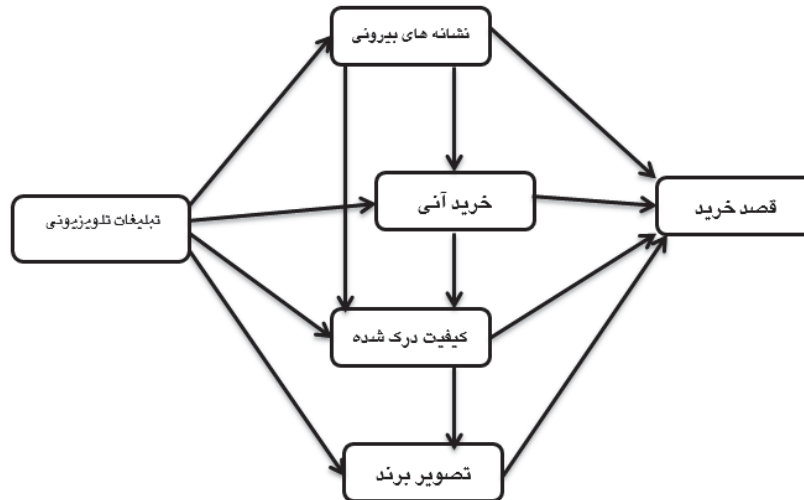 نشانه های بیرونی
خرید آنی
قصد خرید
تبلیغات تلویزیونی
کیفیت درک شده
تصویر برند